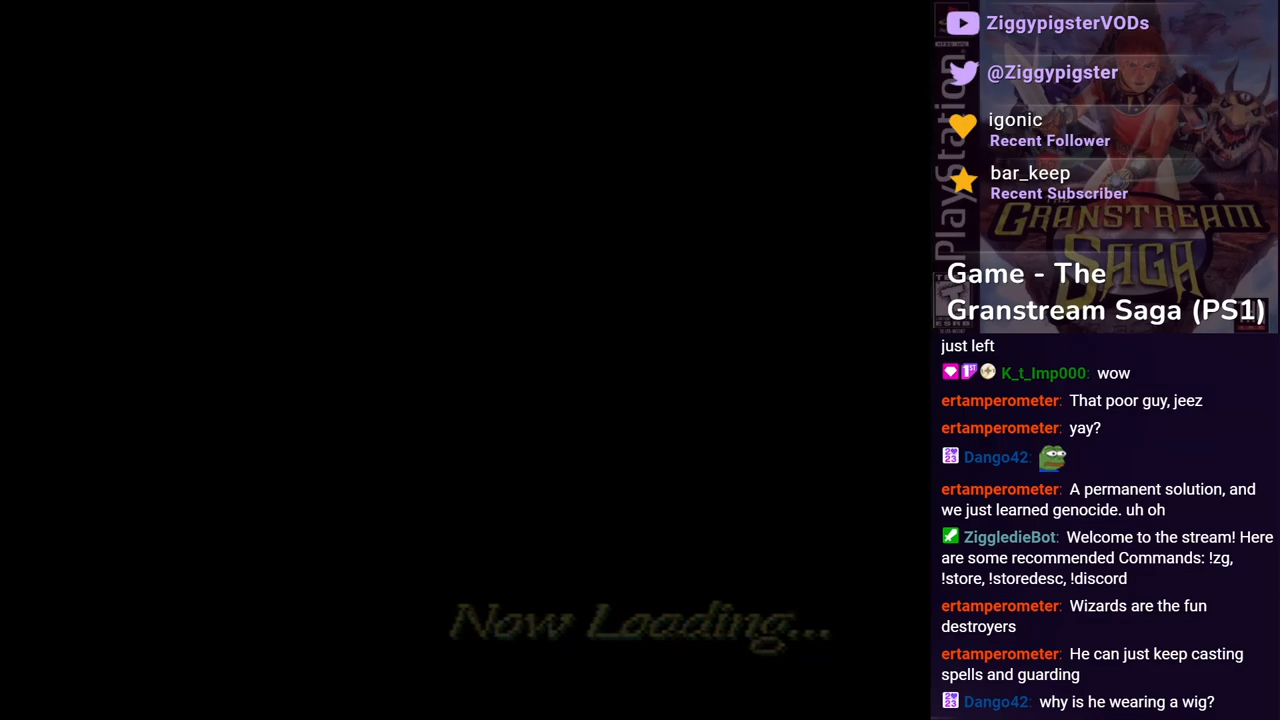 ZiggypigsterVODs
@Ziggypigster
igonic
Recent Follower
bar_keep
Recent Subscriber
PlayStation
THE
GRANSTREAM
SAGA
Game - The
Granstream Saga (PS1)
just left
K_t_Imp000: wow
ertamperometer: That poor guy, jeez
ertamperometer: yay?
Dango42:
ertamperometer: A permanent solution, and
we just learned genocide. uh oh
ZiggledieBot: Welcome to the stream! Here
are some recommended Commands: !zg,
!store, !storedesc, !discord
ertamperometer: Wizards are the fun
destroyers
ertamperometer: He can just keep casting
spells and guarding
Dango42: why is he wearing a wig?
Now Loading...